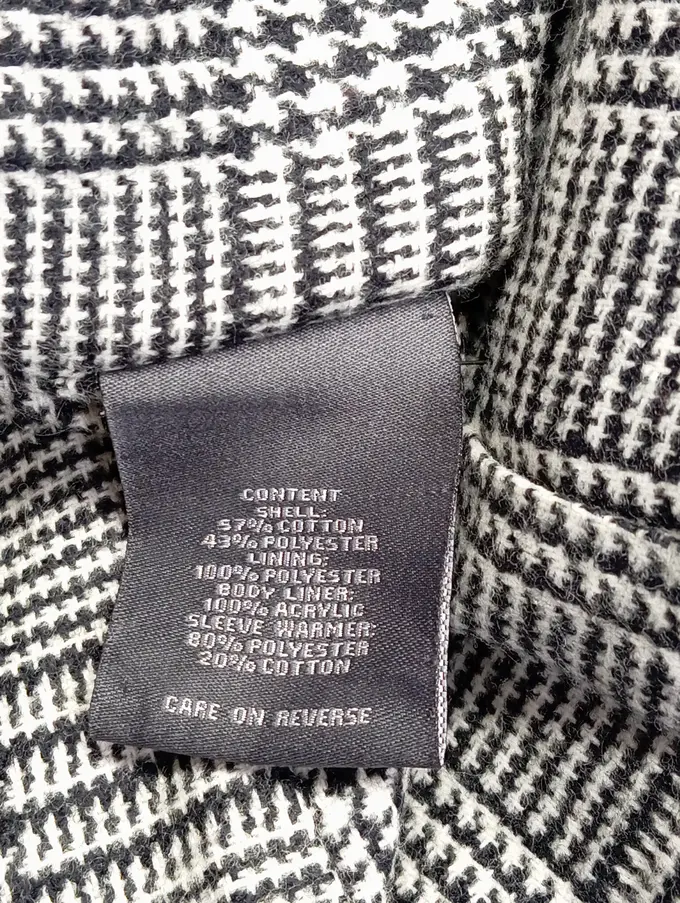 CONTENT
SHELL:
57% COTTON
43% POLYESTER
LINING:
100% POLYESTER
BODY LINER:
100% ACRYLIC
SLEEVE WARMER:
80% POLYESTER
20% COTTON
CARE ON REVERSE